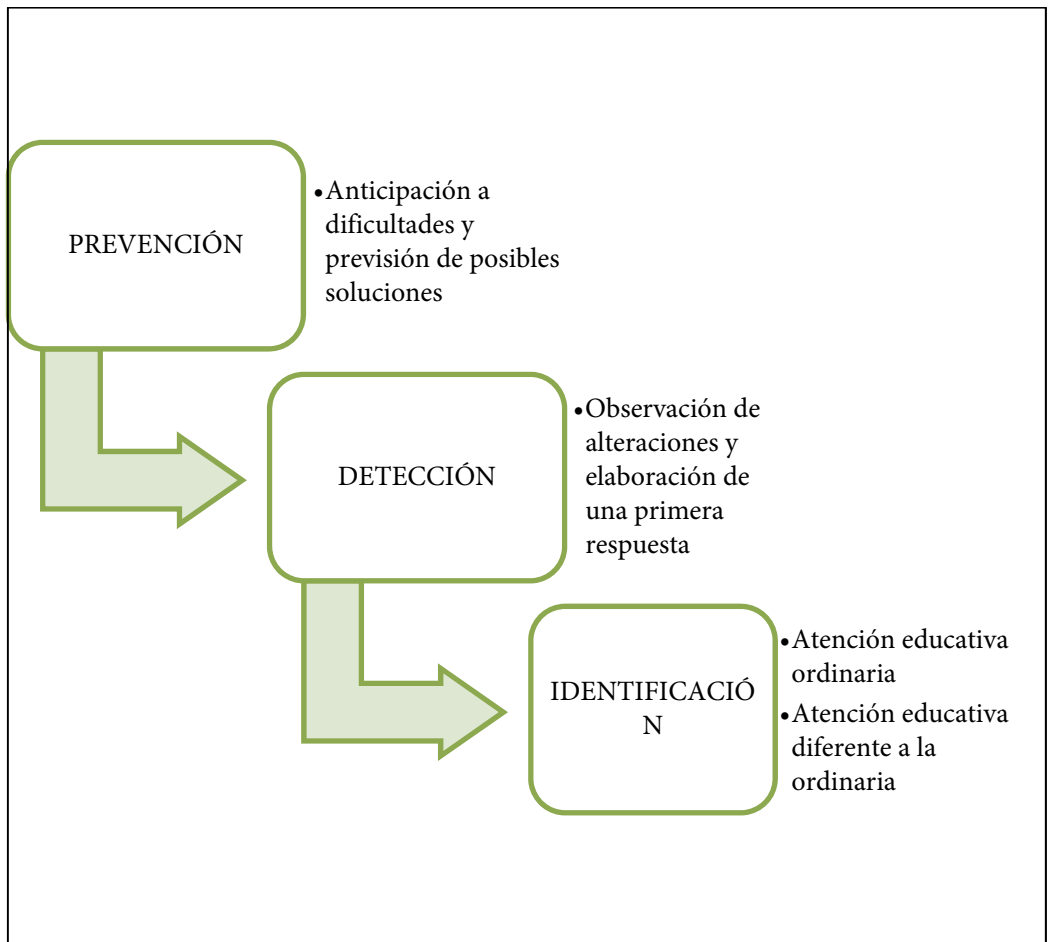 PREVENCIÓN
•Anticipación a
dificultades y
previsión de posibles
soluciones
DETECCIÓN
•Observación de
alteraciones y
elaboración de
una primera
respuesta
IDENTIFICACIÓ
N
•Atención educativa
ordinaria
•Atención educativa
diferente a la
ordinaria